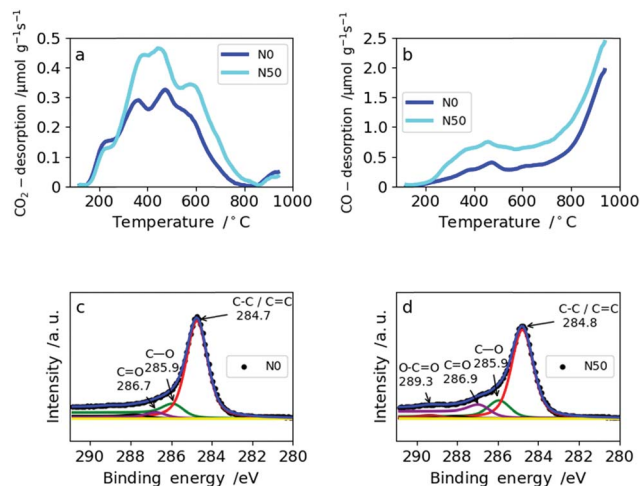 a
N0
N50
0.5
0.4
0.3
0.2
0.1
0
200 400 600 800 1000
CO₂−desorption /µmol g⁻¹s⁻¹
Temperature /°C
b
N0
N50
2.5
2.0
1.5
1.0
0.5
0.0
200 400 600 800 1000
CO−desorption /µmol g⁻¹s⁻¹
Temperature /°C
c
C-C / C=C
284.7
C—O
285.9
C=O
286.7
N0
Intensity /a. u.
290 288 286 284 282 280
Binding energy /eV
d
C-C / C=C
284.8
C—O
285.9
C=O
286.9
O-C=O
289.3
N50
Intensity /a. u.
290 288 286 284 282 280
Binding energy /eV